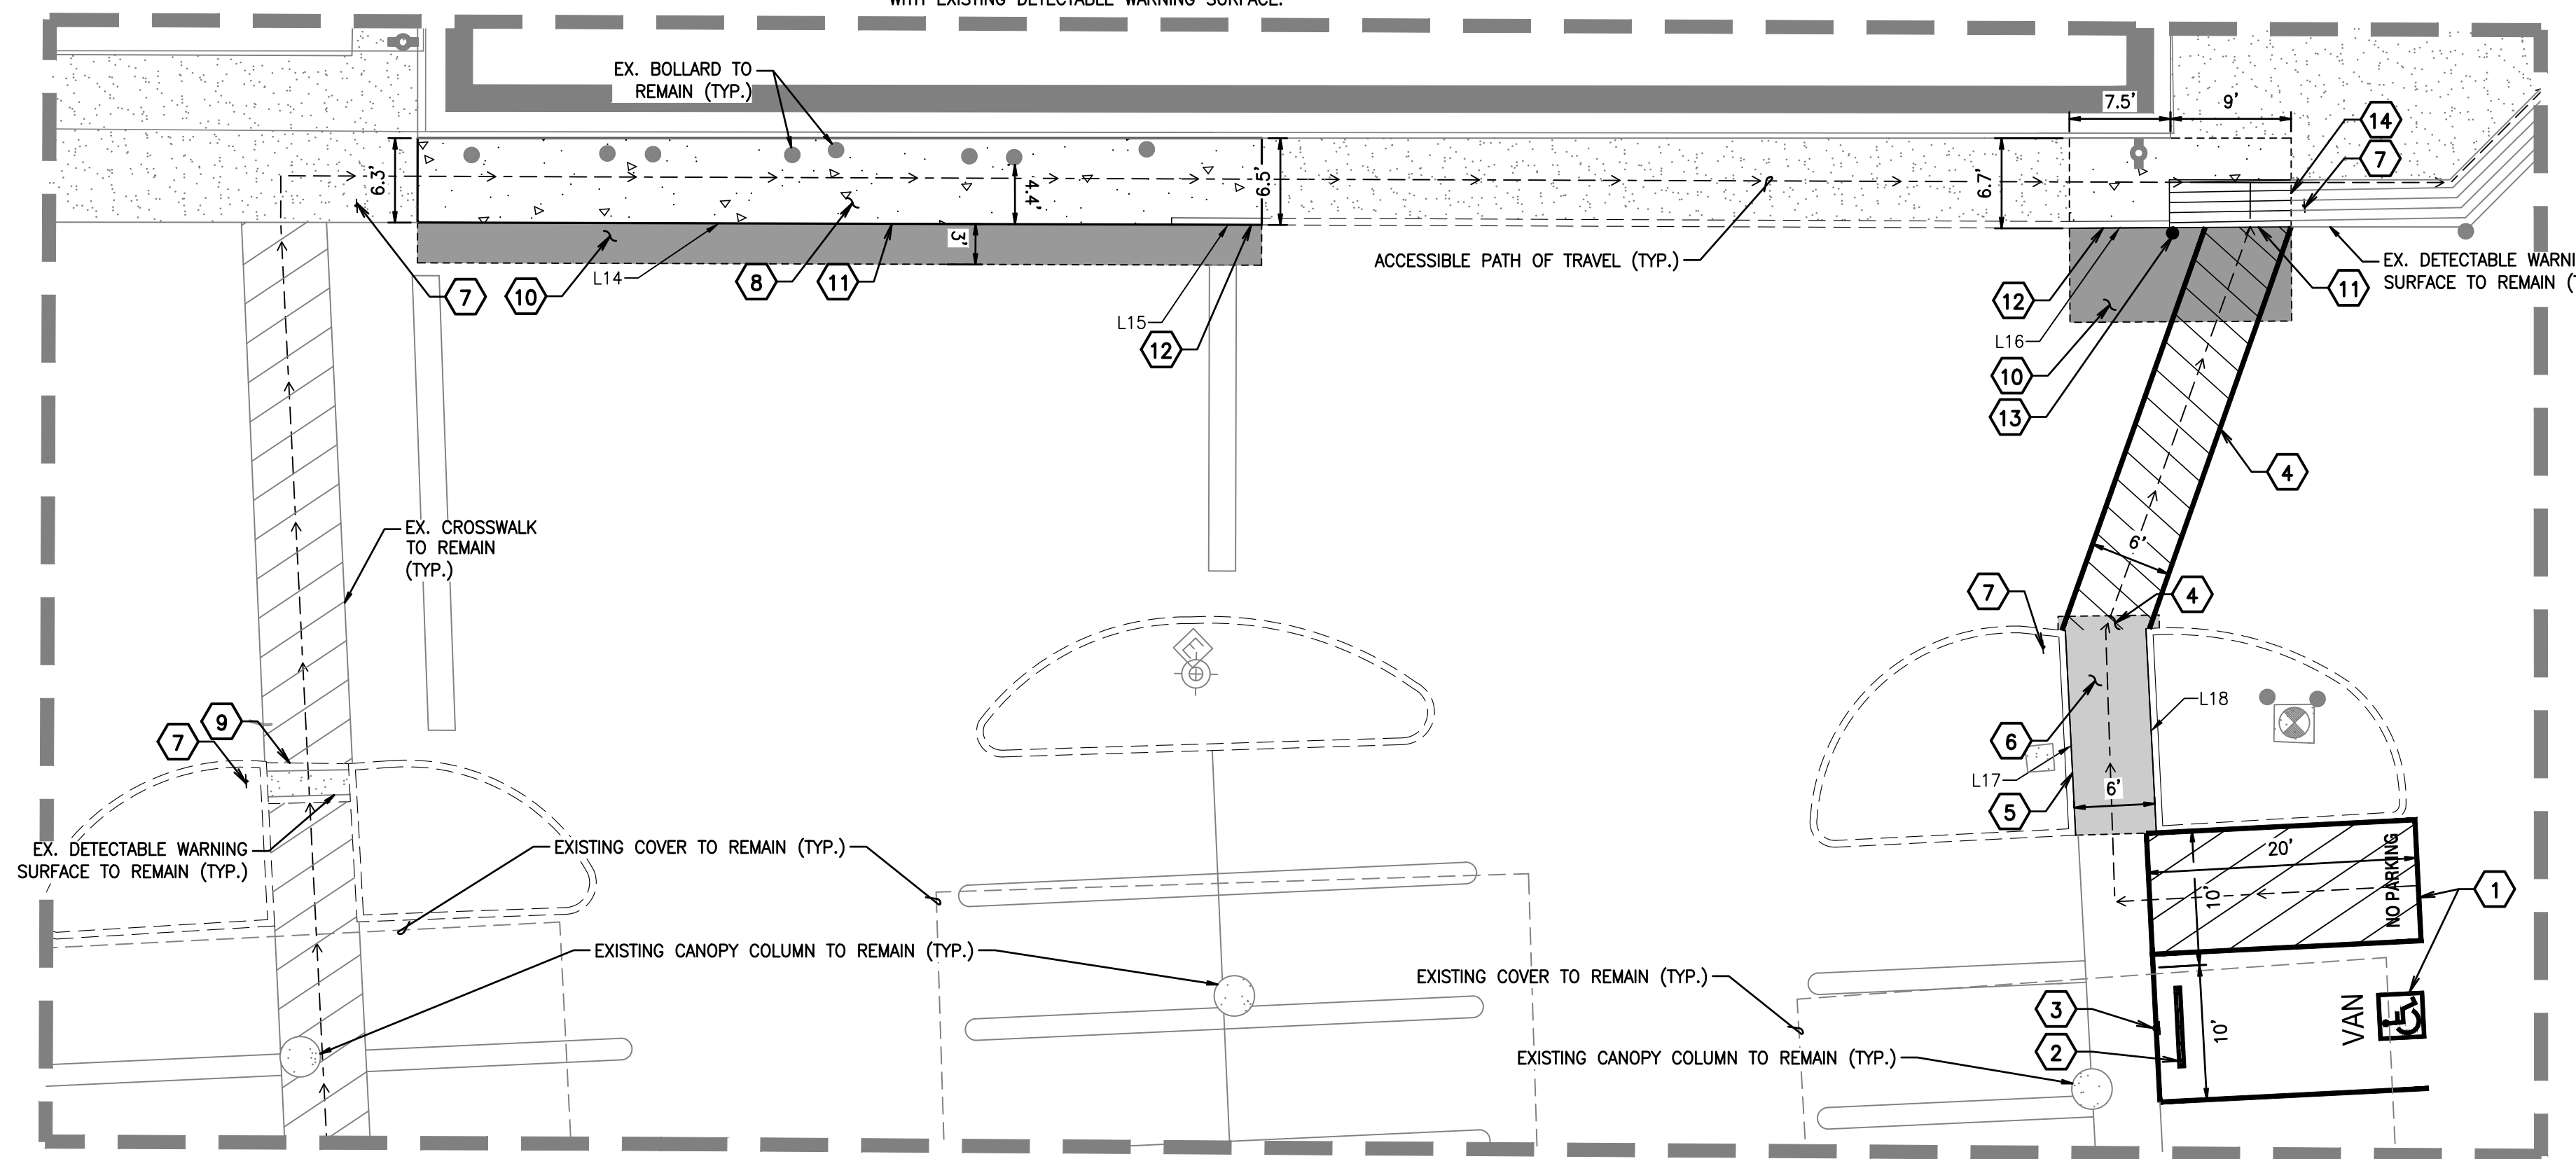 WITH EXISTING DETECTABLE WARNING SURFACE.
EX. BOLLARD TO
REMAIN (TYP.)
7.5'
9'
14
7
6.3'
4.4'
6.5'
6.7'
3'
ACCESSIBLE PATH OF TRAVEL (TYP.)
EX. DETECTABLE WARNI
SURFACE TO REMAIN (T
7
10
L14
8
11
L15
12
12
L16
10
13
11
4
EX. CROSSWALK
TO REMAIN
(TYP.)
6'
7
4
E
9
7
6
L17
5
L18
6'
EX. DETECTABLE WARNING
SURFACE TO REMAIN (TYP.)
EXISTING COVER TO REMAIN (TYP.)
20'
10'
NO PARKING
1
EXISTING CANOPY COLUMN TO REMAIN (TYP.)
EXISTING COVER TO REMAIN (TYP.)
3
2
10'
VAN
EXISTING CANOPY COLUMN TO REMAIN (TYP.)